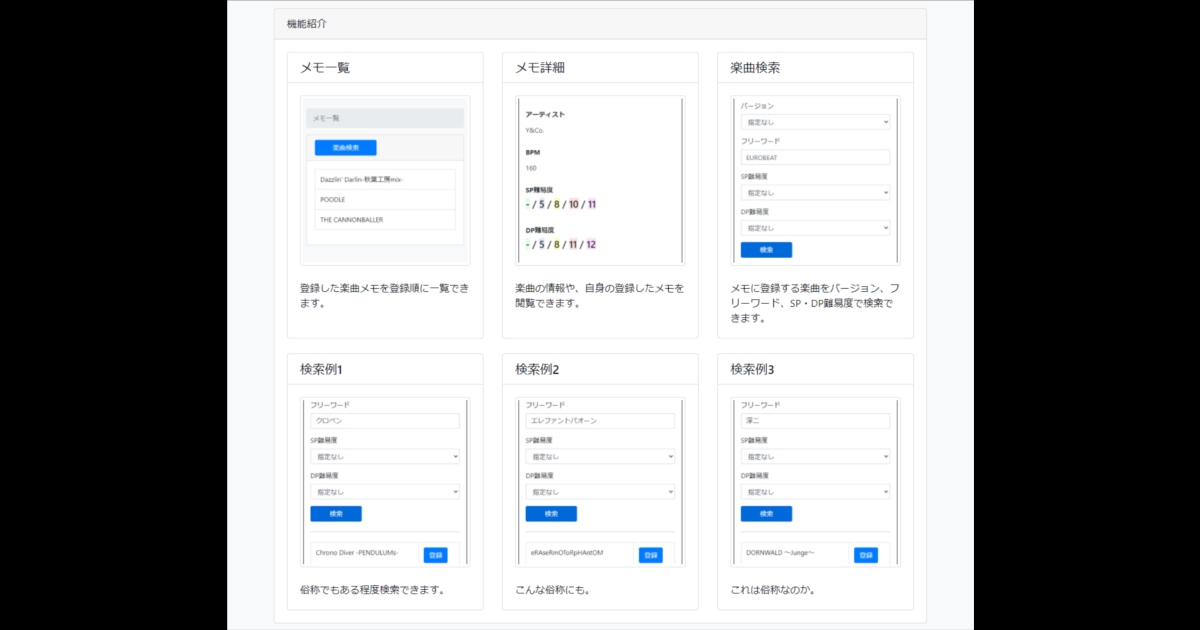 機能紹介
メモ一覧
メモ一覧
楽曲検索
Dazzlin' Darlin-秋葉工房mix-
POODLE
THE CANNONBALLER
登録した楽曲メモを登録順に一覧でき
ます。
メモ詳細
アーティスト
Y&Co.
BPM
160
SP難易度
- / 5 / 8 / 10 / 11
DP難易度
- / 5 / 8 / 11 / 12
楽曲の情報や、自身の登録したメモを
閲覧できます。
楽曲検索
バージョン
指定なし
フリーワード
EUROBEAT
SP難易度
指定なし
DP難易度
指定なし
検索
メモに登録する楽曲をバージョン、フ
リーワード、SP・DP難易度で検索で
きます。
検索例1
フリーワード
クロペン
SP難易度
指定なし
DP難易度
指定なし
検索
Chrono Diver -PENDULUMs-
登録
俗称でもある程度検索できます。
検索例2
フリーワード
エレファントパオーン
SP難易度
指定なし
DP難易度
指定なし
検索
eRAseRmOToRpHAntOM
登録
こんな俗称にも。
検索例3
フリーワード
淳二
SP難易度
指定なし
DP難易度
指定なし
検索
DORNWALD ～Junge～
登録
これは俗称なのか。